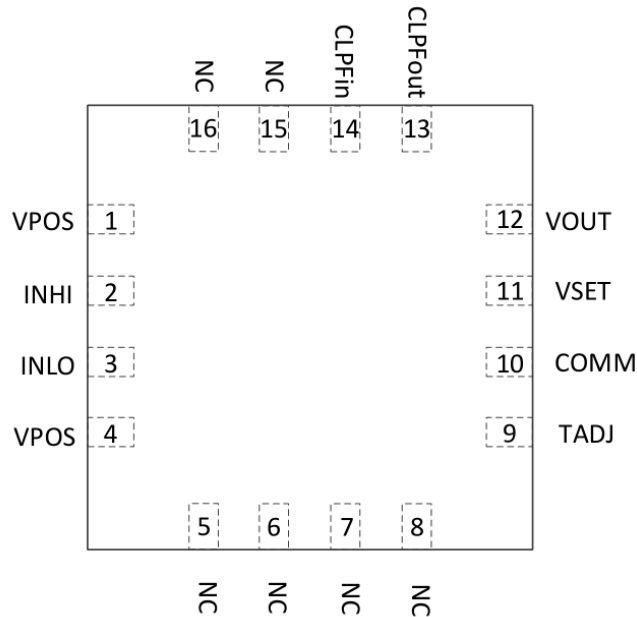 NC
NC
CLPFin
CLPFout
16
15
14
13
VPOS 1
12 VOUT
INHI 2
11 VSET
INLO 3
10 COMM
VPOS 4
9 TADJ
5
6
7
8
NC
NC
NC
NC